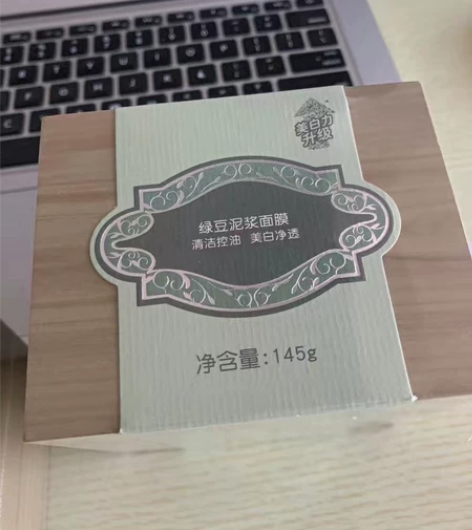 美白力
升级
绿豆泥浆面膜
清洁控油 美白净透
净含量:145g